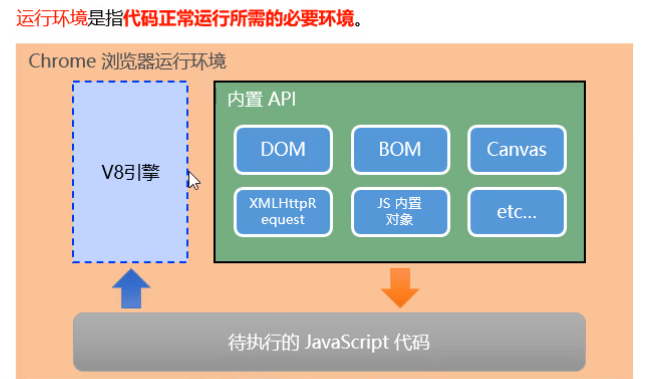 运行环境是指代码正常运行所需的必要环境。
Chrome 浏览器运行环境
V8引擎
内置 API
DOM
BOM
Canvas
XMLHttpR
equest
JS 内置
对象
etc...
待执行的 JavaScript 代码